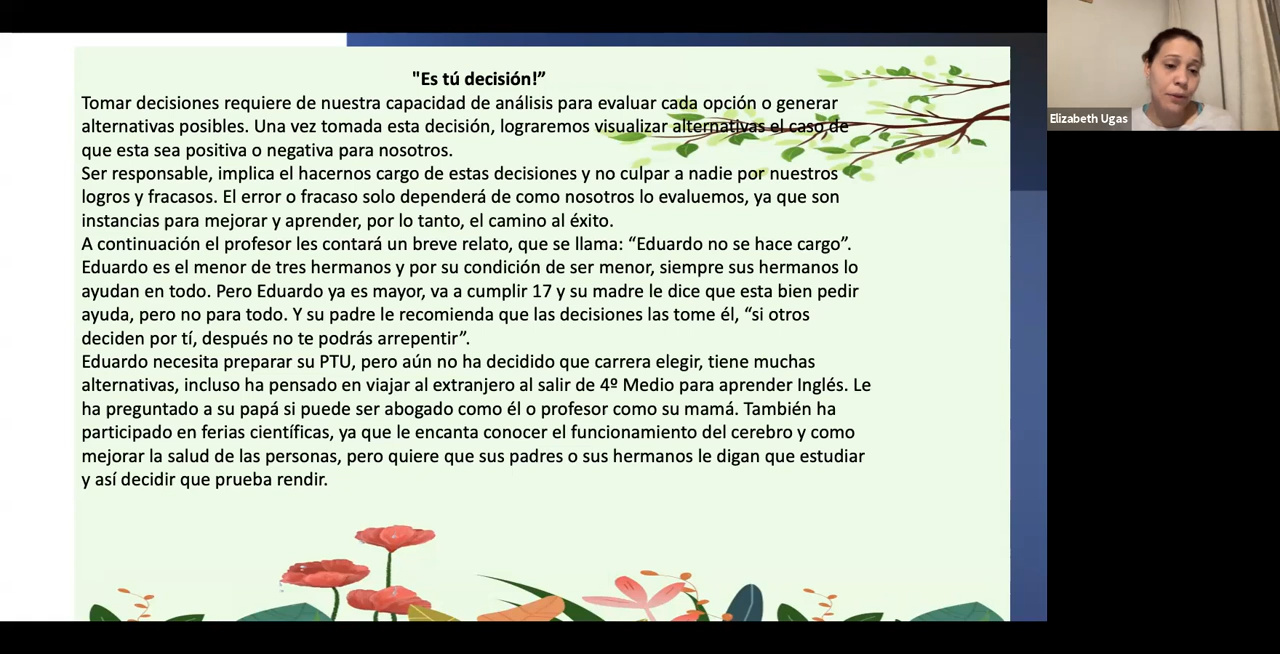 "Es tú decisión!”
Tomar decisiones requiere de nuestra capacidad de análisis para evaluar cada opción o generar
alternativas posibles. Una vez tomada esta decisión, lograremos visualizar alternativas el caso de
que esta sea positiva o negativa para nosotros.
Ser responsable, implica el hacernos cargo de estas decisiones y no culpar a nadie por nuestros
logros y fracasos. El error o fracaso solo dependerá de como nosotros lo evaluemos, ya que son
instancias para mejorar y aprender, por lo tanto, el camino al éxito.
A continuación el profesor les contará un breve relato, que se llama: “Eduardo no se hace cargo”.
Eduardo es el menor de tres hermanos y por su condición de ser menor, siempre sus hermanos lo
ayudan en todo. Pero Eduardo ya es mayor, va a cumplir 17 y su madre le dice que esta bien pedir
ayuda, pero no para todo. Y su padre le recomienda que las decisiones las tome él, “si otros
deciden por tí, después no te podrás arrepentir”.
Eduardo necesita preparar su PTU, pero aún no ha decidido que carrera elegir, tiene muchas
alternativas, incluso ha pensado en viajar al extranjero al salir de 4º Medio para aprender Inglés. Le
ha preguntado a su papá si puede ser abogado como él o profesor como su mamá. También ha
participado en ferias científicas, ya que le encanta conocer el funcionamiento del cerebro y como
mejorar la salud de las personas, pero quiere que sus padres o sus hermanos le digan que estudiar
y así decidir que prueba rendir.
Elizabeth Ugas